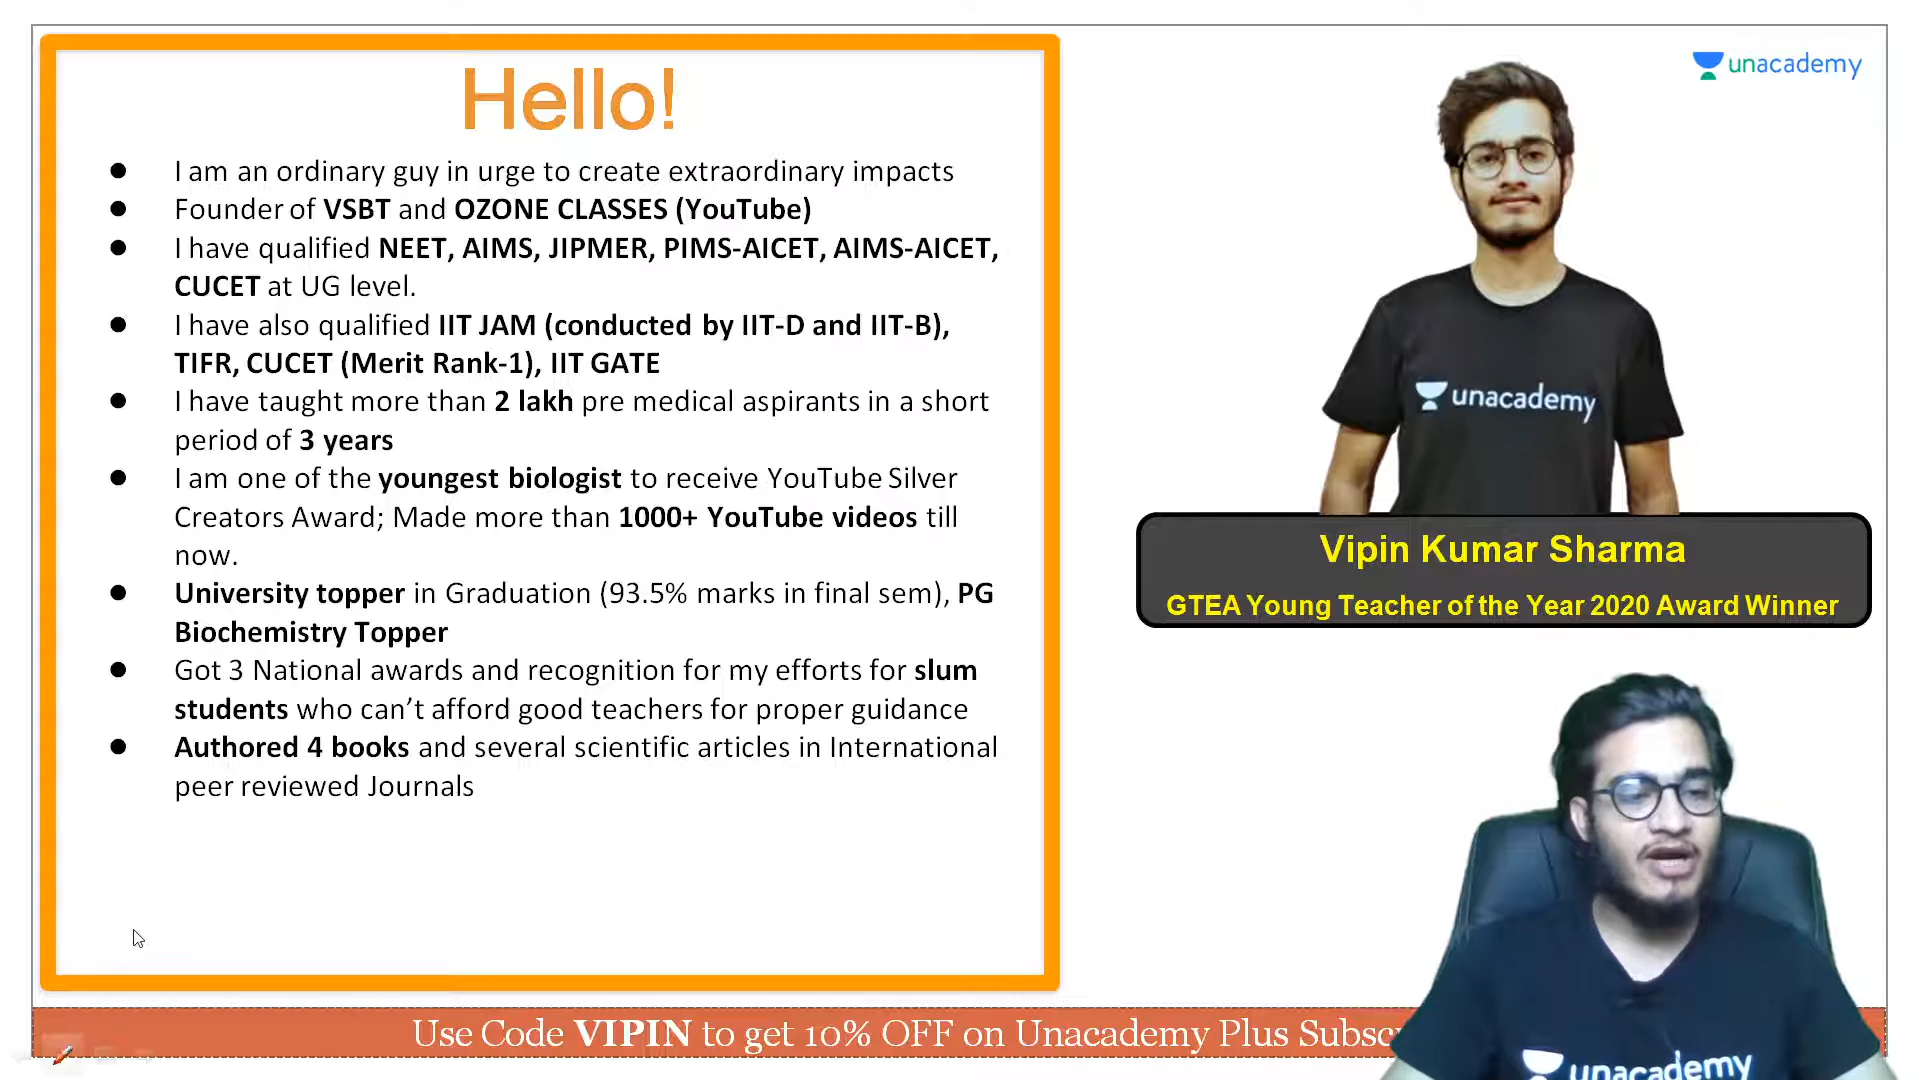 Hello!
● I am an ordinary guy in urge to create extraordinary impacts
● Founder of VSBT and OZONE CLASSES (YouTube)
● I have qualified NEET, AIMS, JIPMER, PIMS-AICET, AIMS-AICET,
CUCET at UG level.
● I have also qualified IIT JAM (conducted by IIT-D and IIT-B),
TIFR, CUCET (Merit Rank-1), IIT GATE
● I have taught more than 2 lakh pre medical aspirants in a short
period of 3 years
● I am one of the youngest biologist to receive YouTube Silver
Creators Award; Made more than 1000+ YouTube videos till
now.
● University topper in Graduation (93.5% marks in final sem), PG
Biochemistry Topper
● Got 3 National awards and recognition for my efforts for slum
students who can’t afford good teachers for proper guidance
● Authored 4 books and several scientific articles in International
peer reviewed Journals
unacademy
unacademy
Vipin Kumar Sharma
GTEA Young Teacher of the Year 2020 Award Winner
Use Code VIPIN to get 10% OFF on Unacademy Plus
unacademy